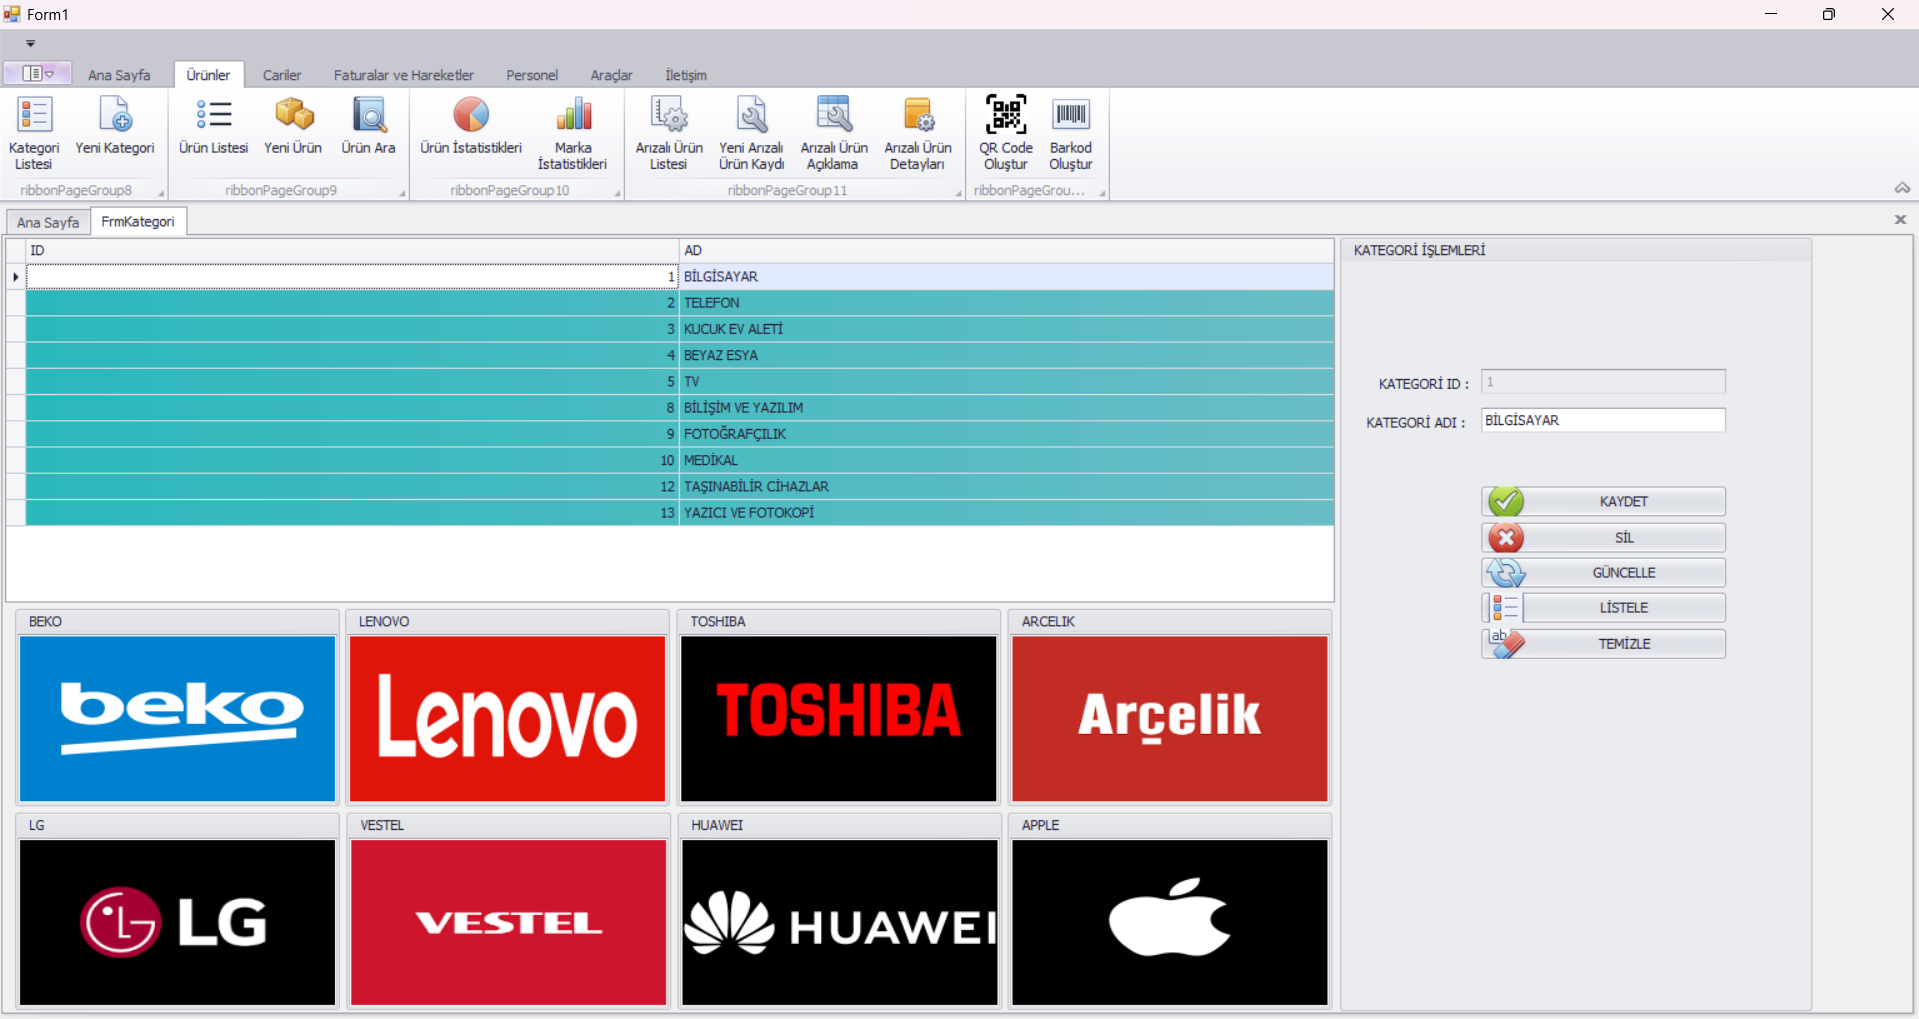 Form1
Ana Sayfa
Ürünler
Cariler
Faturalar ve Hareketler
Personel
Araçlar
İletişim
Kategori
Listesi
Yeni Kategori
Ürün Listesi
Yeni Ürün
Ürün Ara
Ürün İstatistikleri
Marka
İstatistikleri
Arızalı Ürün
Listesi
Yeni Arızalı
Ürün Kaydı
Arızalı Ürün
Açıklama
Arızalı Ürün
Detayları
QR Code
Oluştur
Barkod
Oluştur
ribbonPageGroup8
ribbonPageGroup9
ribbonPageGroup10
ribbonPageGroup11
ribbonPageGrou...
Ana Sayfa
FrmKategori
ID AD
1 BİLGİSAYAR
2 TELEFON
3 KUCUK EV ALETİ
4 BEYAZ ESYA
5 TV
8 BİLİŞİM VE YAZILIM
9 FOTOĞRAFÇILIK
10 MEDİKAL
12 TAŞINABİLİR CİHAZLAR
13 YAZICI VE FOTOKOPİ
KATEGORİ İŞLEMLERİ
KATEGORİ ID : 1
KATEGORİ ADI : BİLGİSAYAR
KAYDET
SİL
GÜNCELLE
LİSTELE
ab
TEMİZLE
BEKO
beko
LENOVO
Lenovo
TOSHIBA
TOSHIBA
ARCELIK
Arçelik
LG
LG
VESTEL
VESTEL
HUAWEI
HUAWEI
APPLE